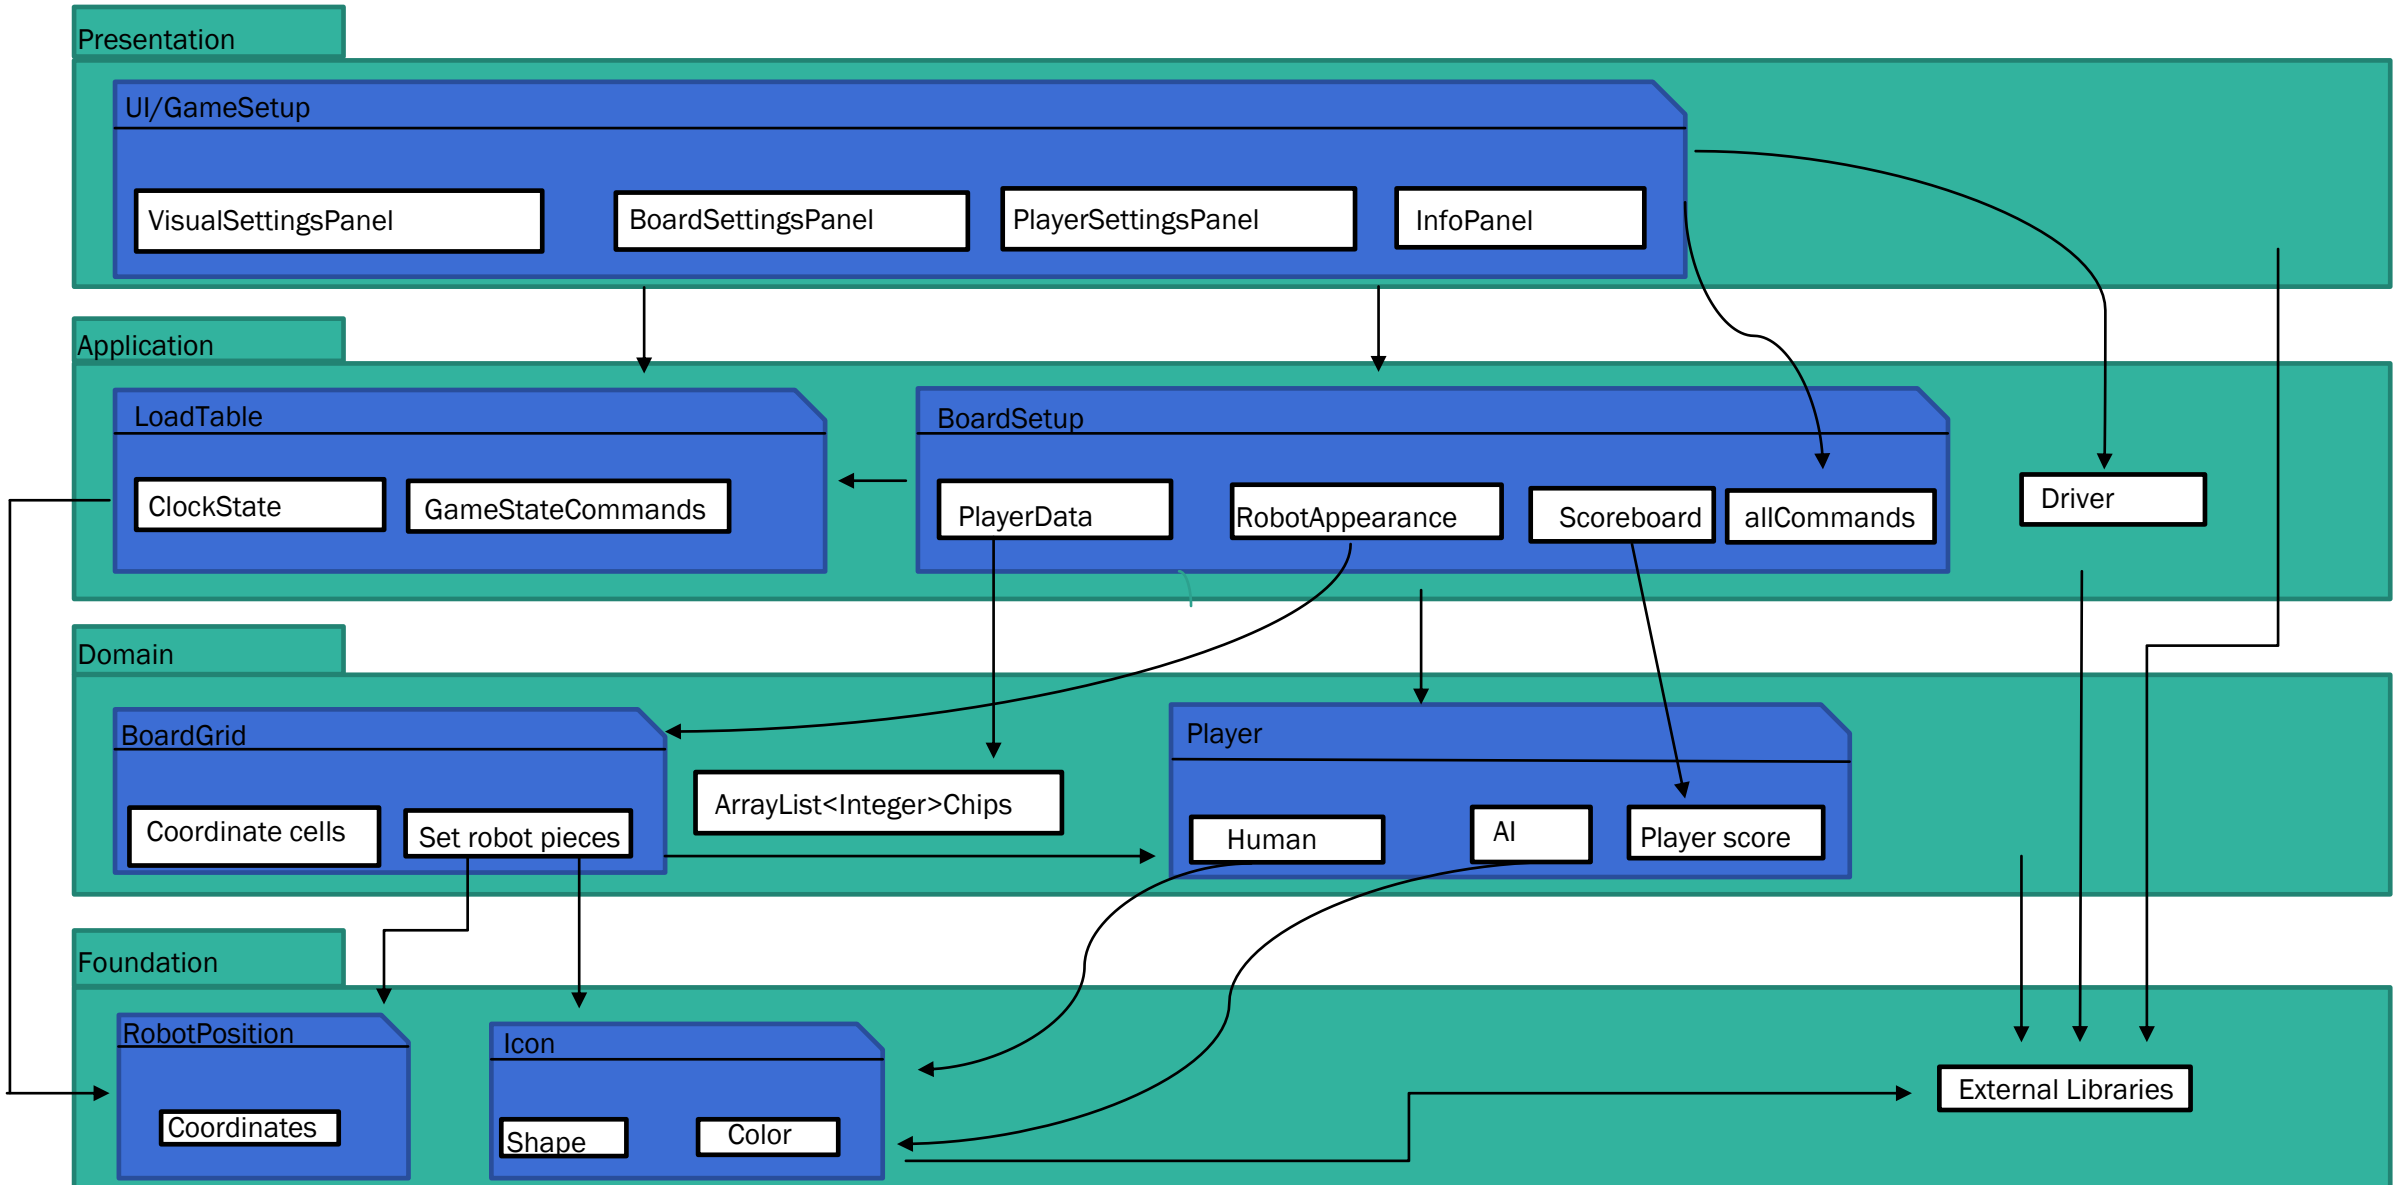 Presentation
UI/GameSetup
VisualSettingsPanel
BoardSettingsPanel
PlayerSettingsPanel
InfoPanel
Application
LoadTable
BoardSetup
ClockState
GameStateCommands
PlayerData
RobotAppearance
Scoreboard
allCommands
Driver
Domain
BoardGrid
Player
Coordinate cells
Set robot pieces
ArrayList<Integer>Chips
Human
AI
Player score
Foundation
RobotPosition
Icon
Coordinates
Shape
Color
External Libraries